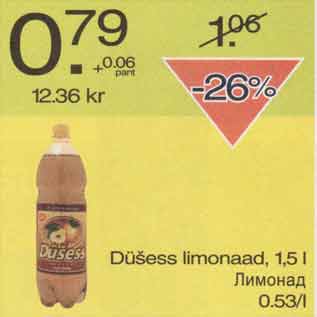 0.79
1.06
+0.06
pant
12.36 kr
-26%
Düsess
Düšess limonaad, 1,5 l
Лимонад
0.53/l